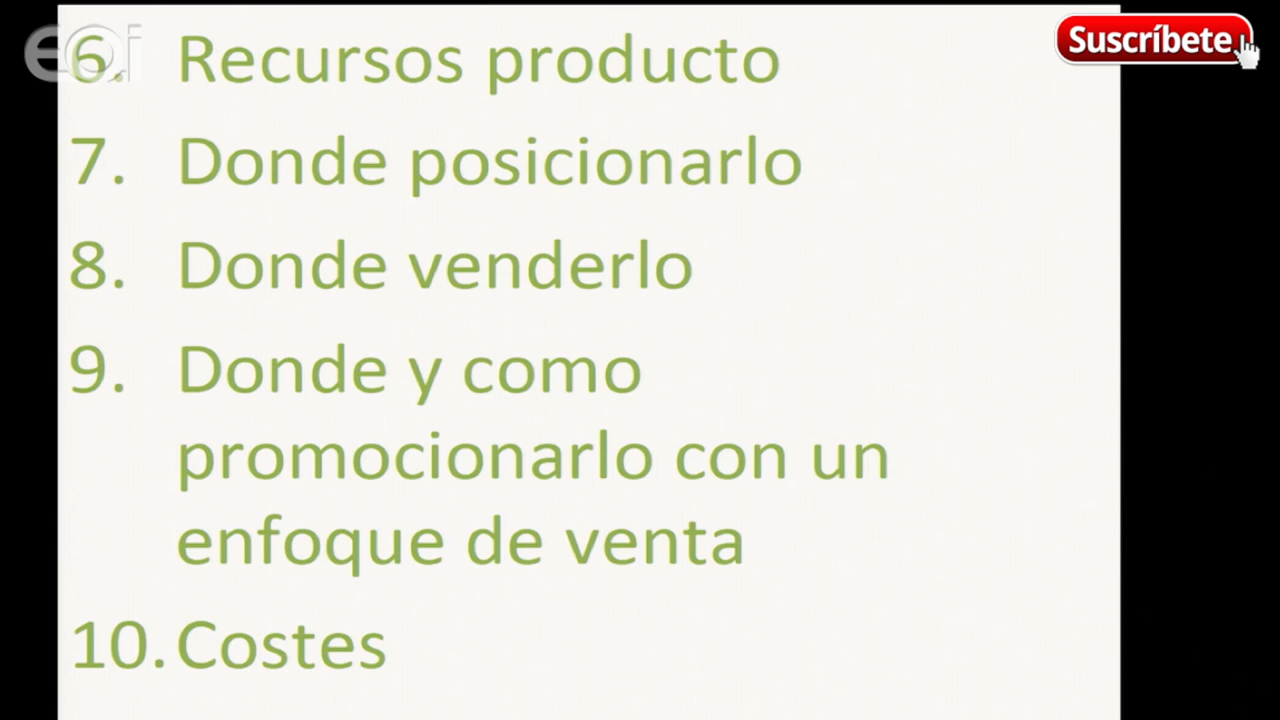 eoi
Suscríbete
6. Recursos producto
7. Donde posicionarlo
8. Donde venderlo
9. Donde y como
promocionarlo con un
enfoque de venta
10. Costes